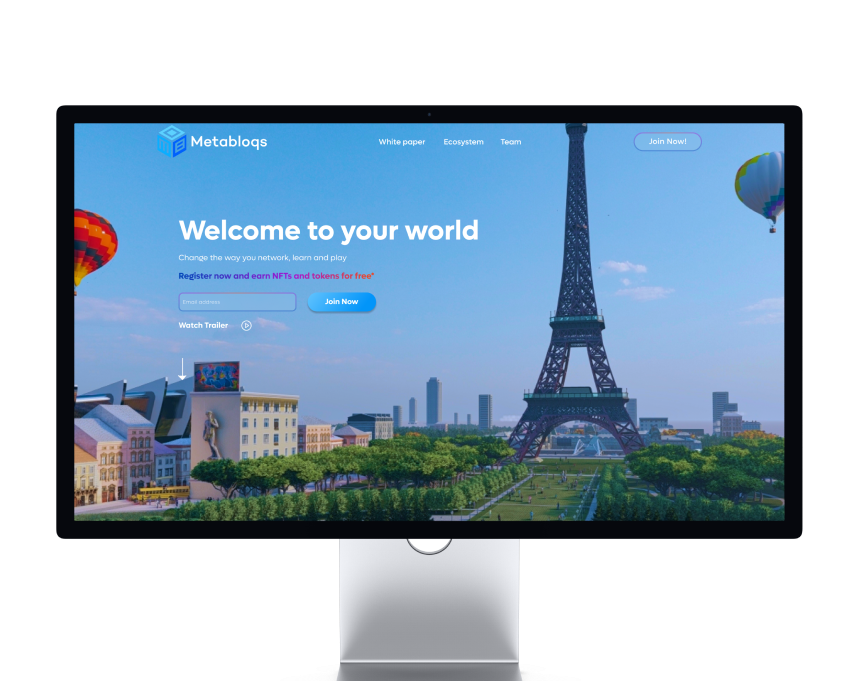 Metabloqs
White paper
Ecosystem
Team
Join Now!
Welcome to your world
Change the way you network, learn and play
Register now and earn NFTs and tokens for free*
Email address
Join Now
Watch Trailer